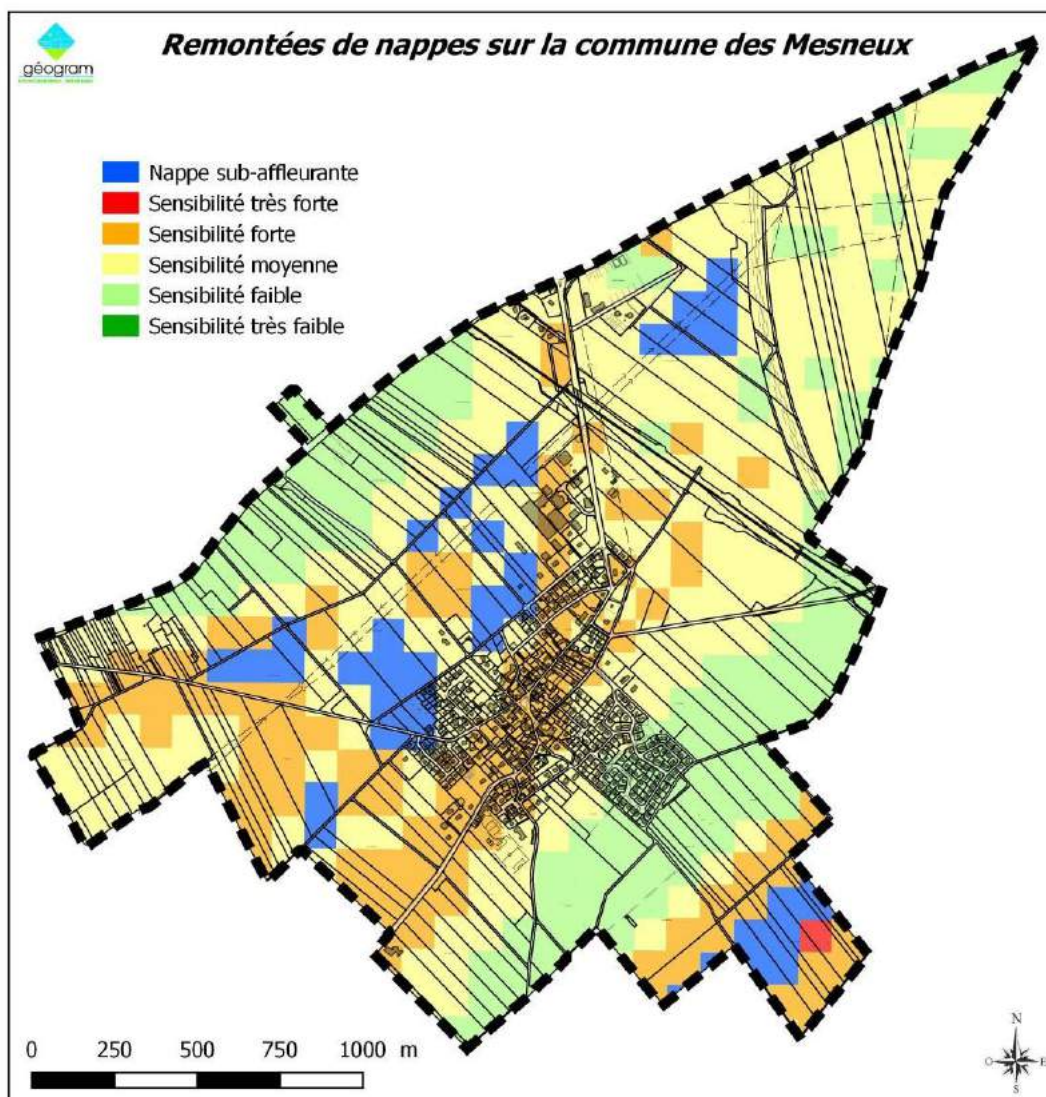 Remontées de nappes sur la commune des Mesneux
géogram
Nappe sub-affleurante
Sensibilité très forte
Sensibilité forte
Sensibilité moyenne
Sensibilité faible
Sensibilité très faible
0 250 500 750 1000 m
N
O E
S